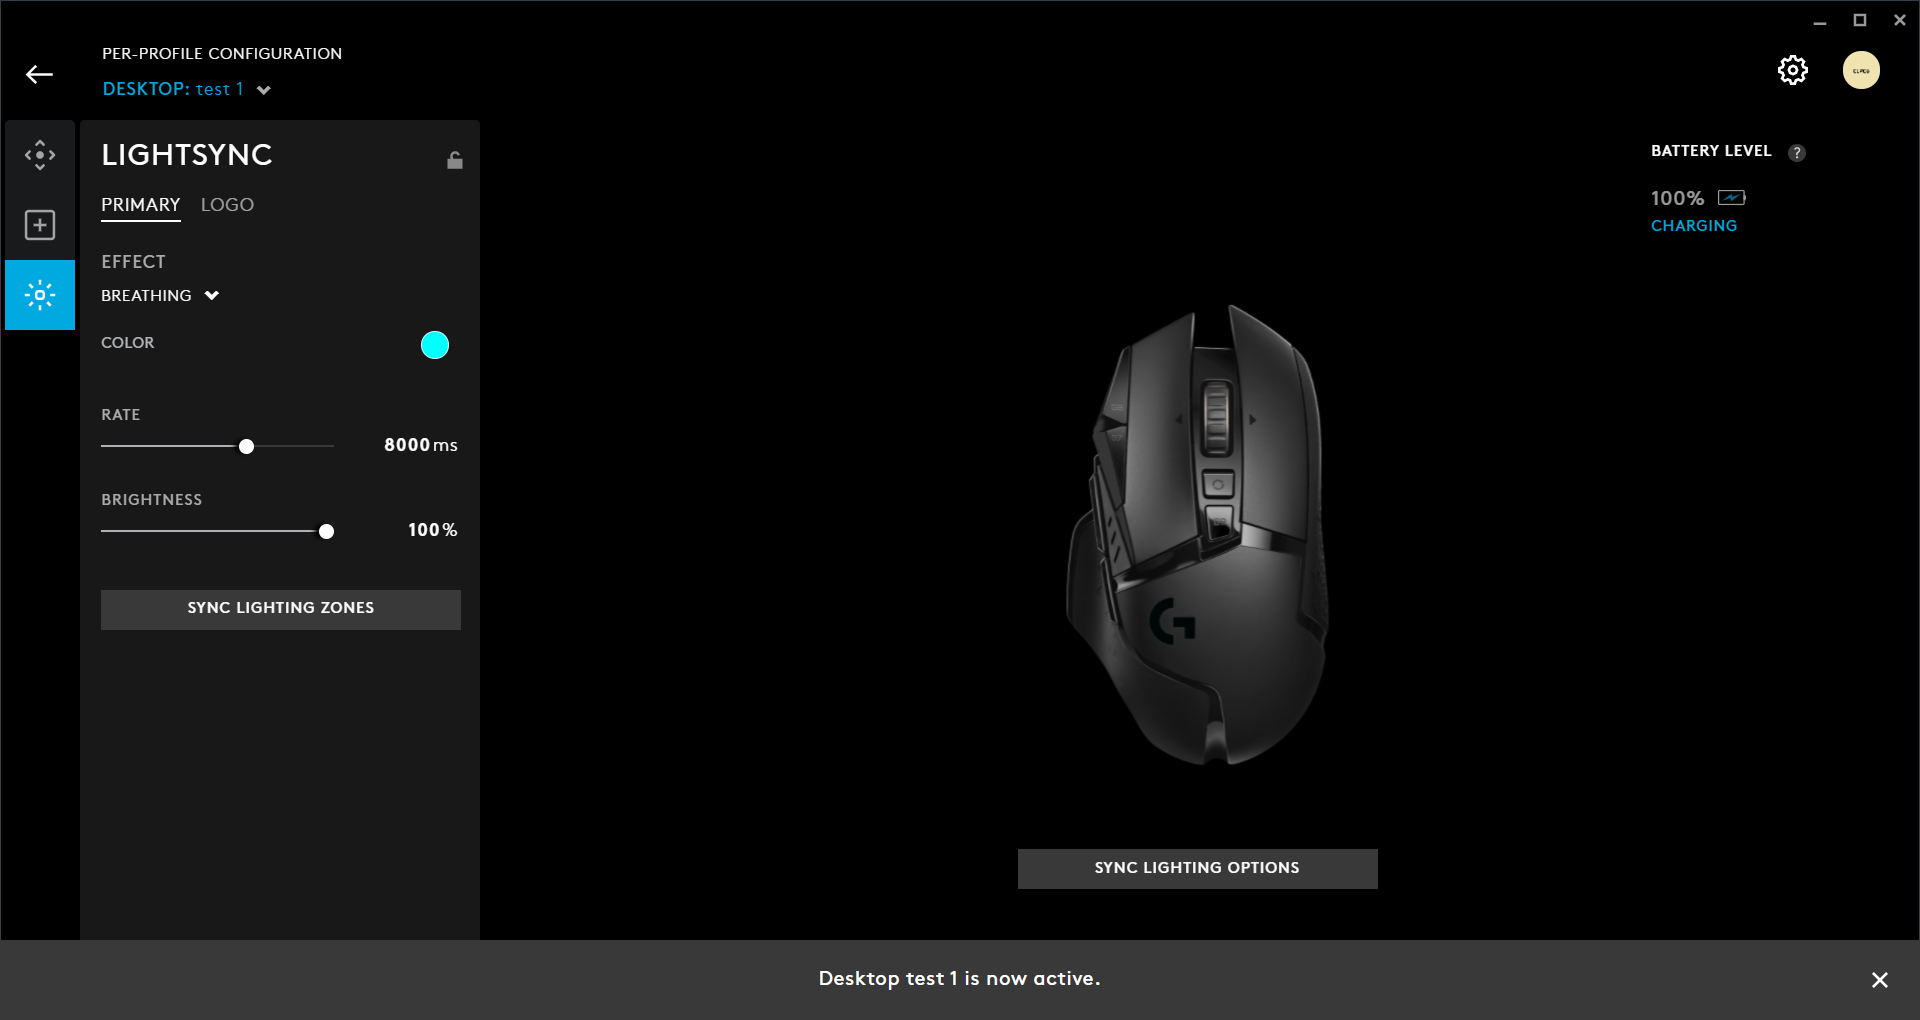 PER-PROFILE CONFIGURATION
DESKTOP: test 1
LIGHTSYNC
PRIMARY LOGO
EFFECT
BREATHING
COLOR
RATE
8000 ms
BRIGHTNESS
100 %
SYNC LIGHTING ZONES
BATTERY LEVEL ?
100%
CHARGING
G
SYNC LIGHTING OPTIONS
Desktop test 1 is now active.